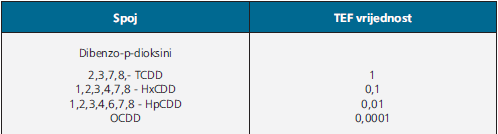 Spoj TEF vrijednost
Dibenzo-p-dioksini
2,3,7,8,- TCDD 1
1,2,3,4,7,8 - HxCDD 0,1
1,2,3,4,6,7,8 - HpCDD 0,01
OCDD 0,0001